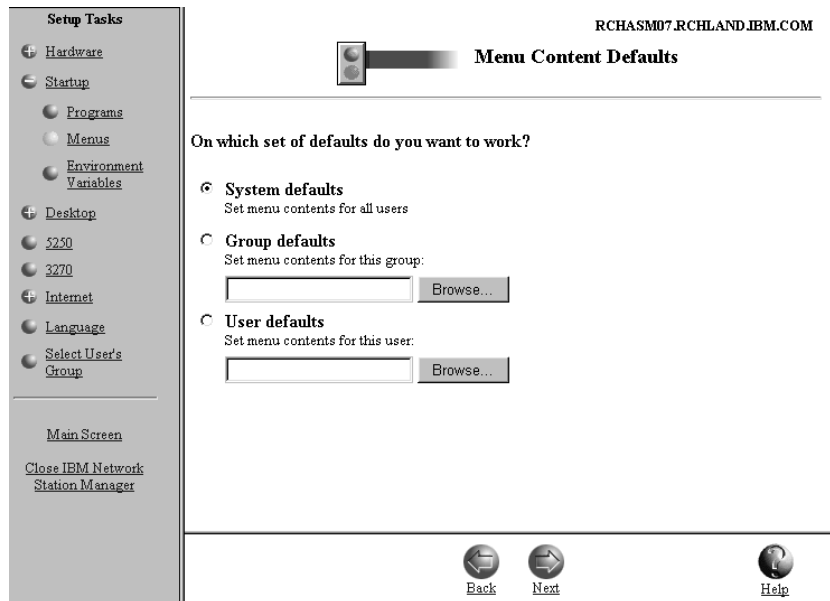 Setup Tasks
Hardware
Startup
Programs
Menus
Environment
Variables
Desktop
5250
3270
Internet
Language
Select User's
Group
Main Screen
Close IBM Network
Station Manager
RCHASM07.RCHLAND.IBM.COM
Menu Content Defaults
On which set of defaults do you want to work?
System defaults
Set menu contents for all users
Group defaults
Set menu contents for this group:
Browse...
User defaults
Set menu contents for this user:
Browse...
Back
Next
Help